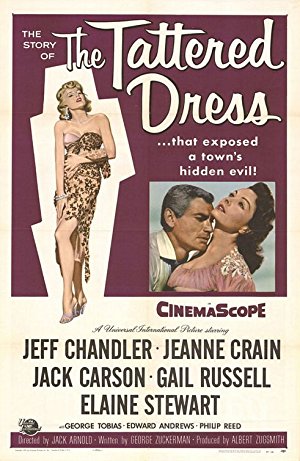 THE
STORY
OF
The Tattered
Dress
...that exposed
a town's
hidden evil!
CINEMASCOPE
A Universal International Picture starring
JEFF CHANDLER · JEANNE CRAIN
JACK CARSON · GAIL RUSSELL
ELAINE STEWART
with GEORGE TOBIAS · EDWARD ANDREWS · PHILIP REED
Directed by JACK ARNOLD · Written by GEORGE ZUCKERMAN · Produced by ALBERT ZUGSMITH